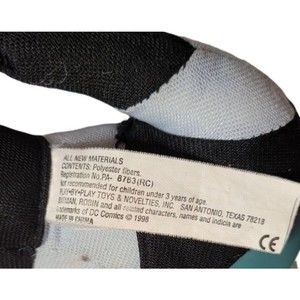 ALL NEW MATERIALS
CONTENTS: Polyester fibers.
Registration No. PA- 8763 (RC)
Not recommended for children under 3 years of age.
PLAY•BY•PLAY TOYS & NOVELTIES, INC. SAN ANTONIO, TEXAS 78218
BATMAN, ROBIN and all related characters, names and indicia are
trademarks of DC Comics © 1998
MADE IN CHINA
CE